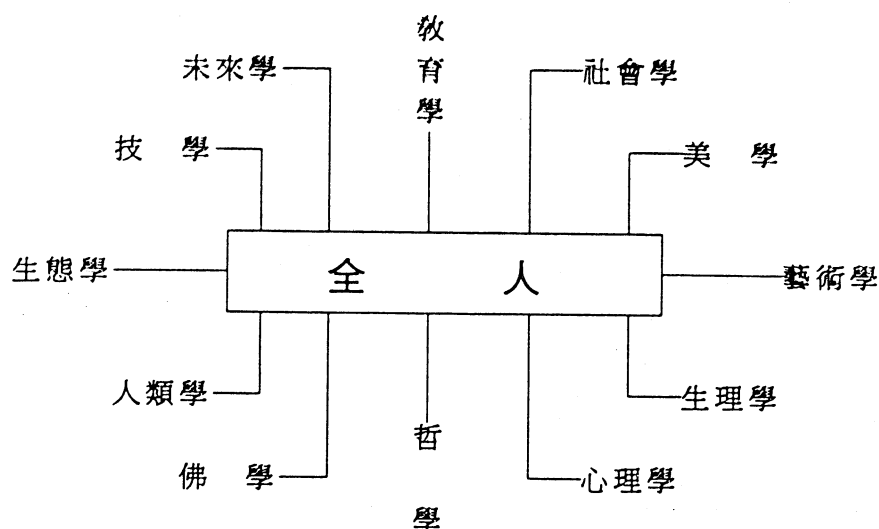 教育學
未來學
社會學
技 學
美 學
生態學
全 人
藝術學
人類學
生理學
哲學
佛 學
心理學